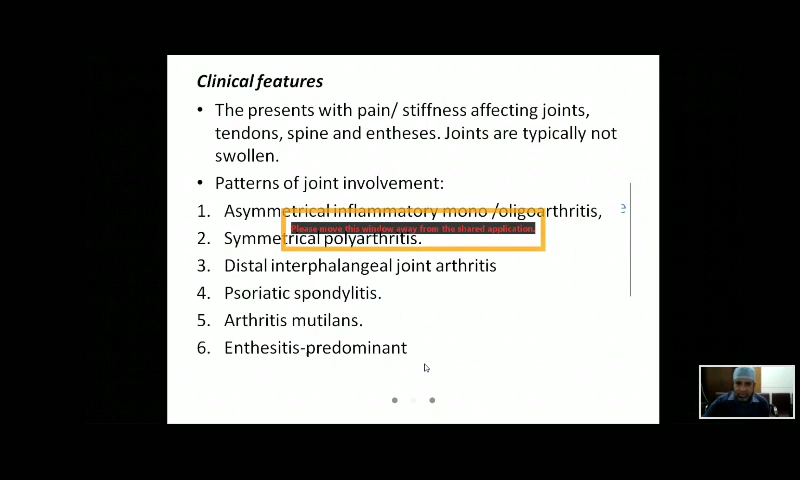 Clinical features
• The presents with pain/ stiffness affecting joints,
tendons, spine and entheses. Joints are typically not
swollen.
• Patterns of joint involvement:
1. Asymmetrical inflammatory mono /oligoarthritis,
e
Please move this window away from the shared application.
2. Symmetrical polyarthritis.
3. Distal interphalangeal joint arthritis
4. Psoriatic spondylitis.
5. Arthritis mutilans.
6. Enthesitis-predominant